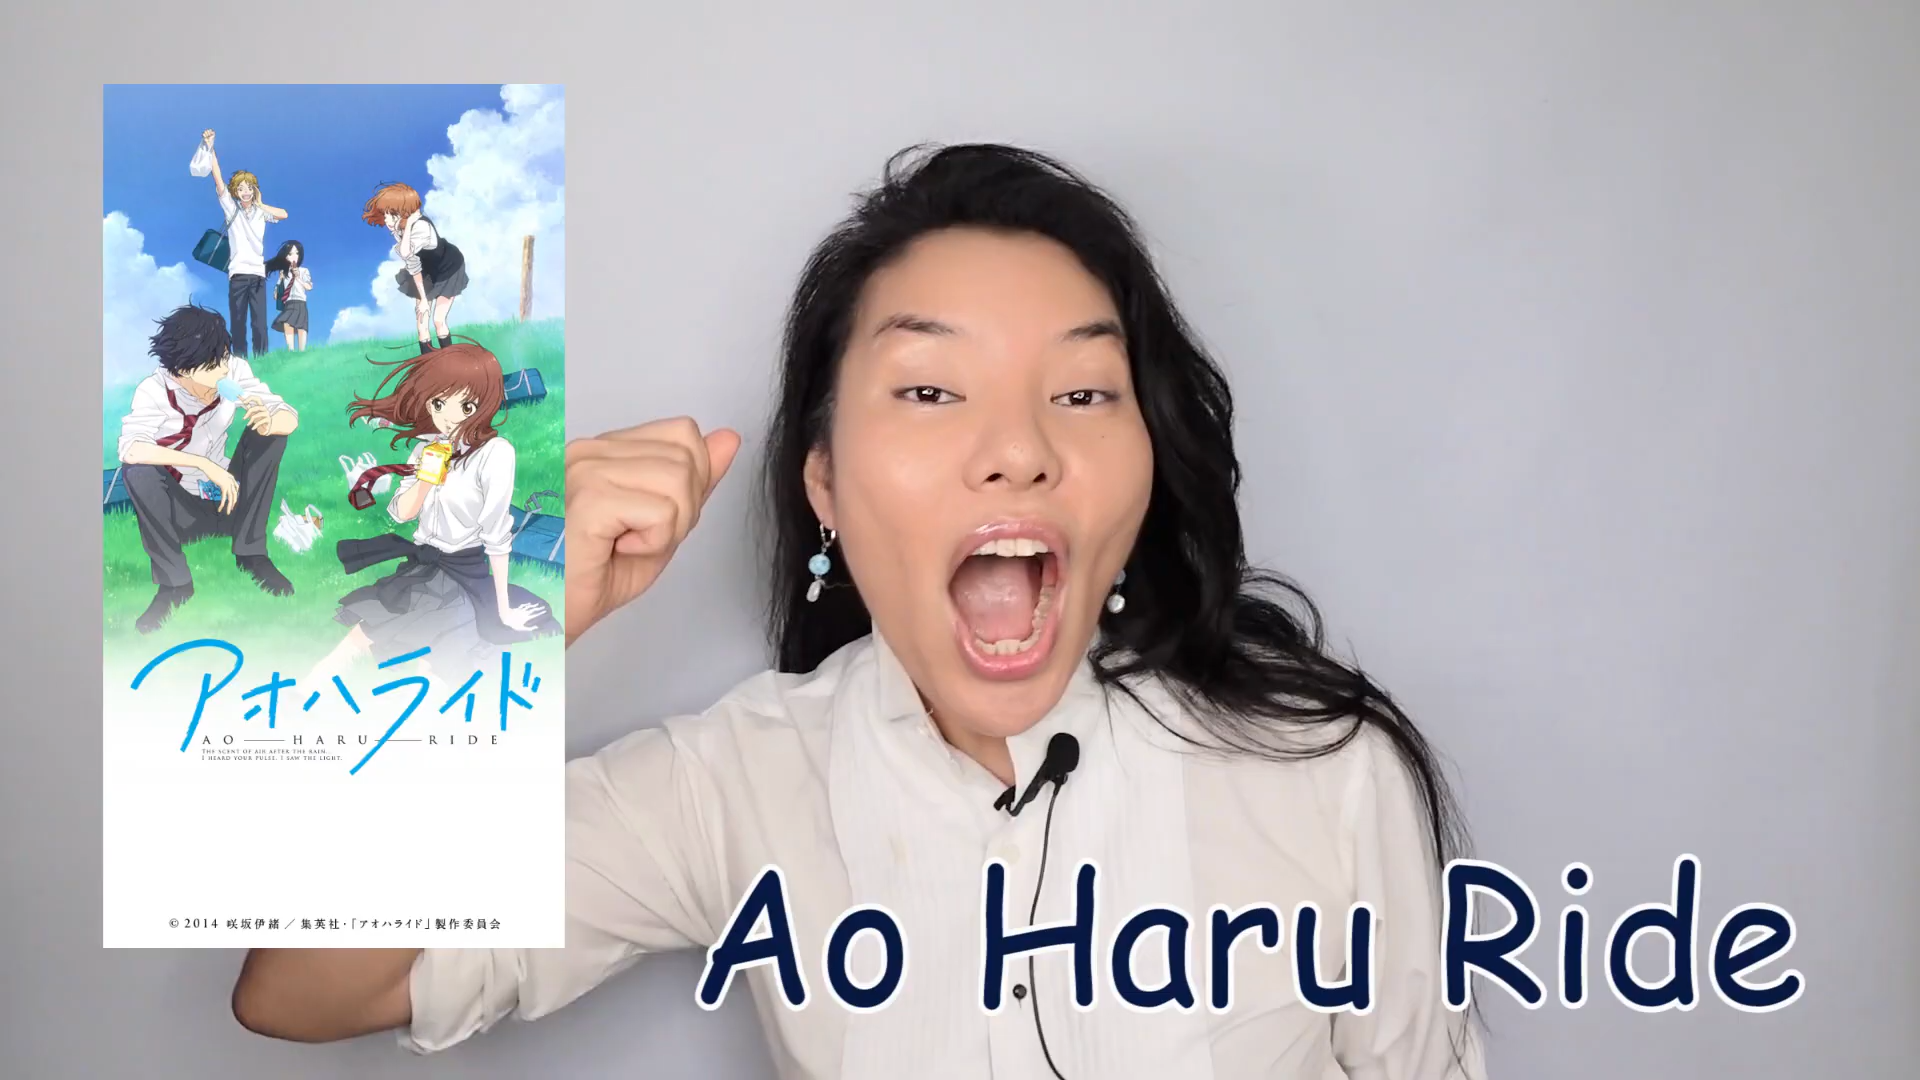 アオハライド
AO HARU RIDE
THE SCENT OF AIR AFTER THE RAIN...
I HEARD YOUR PULSE. I SAW THE LIGHT.
© 2014 咲坂伊緒／集英社・「アオハライド」製作委員会
Ao Haru Ride